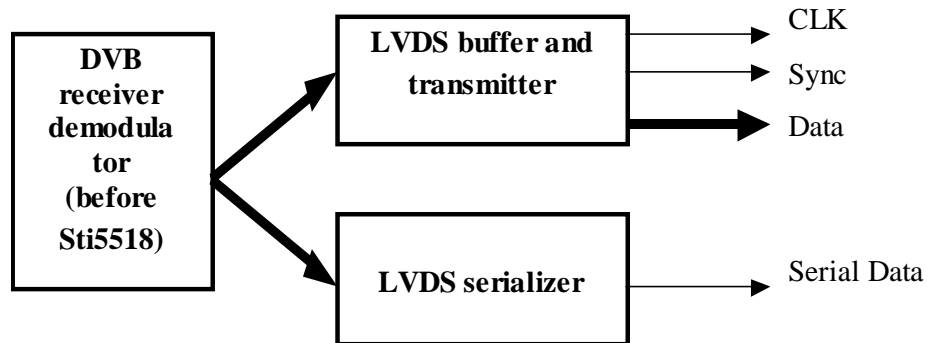 DVB
receiver
demodula
tor
(before
Sti5518)
LVDS buffer and
transmitter
CLK
Sync
Data
LVDS serializer
Serial Data